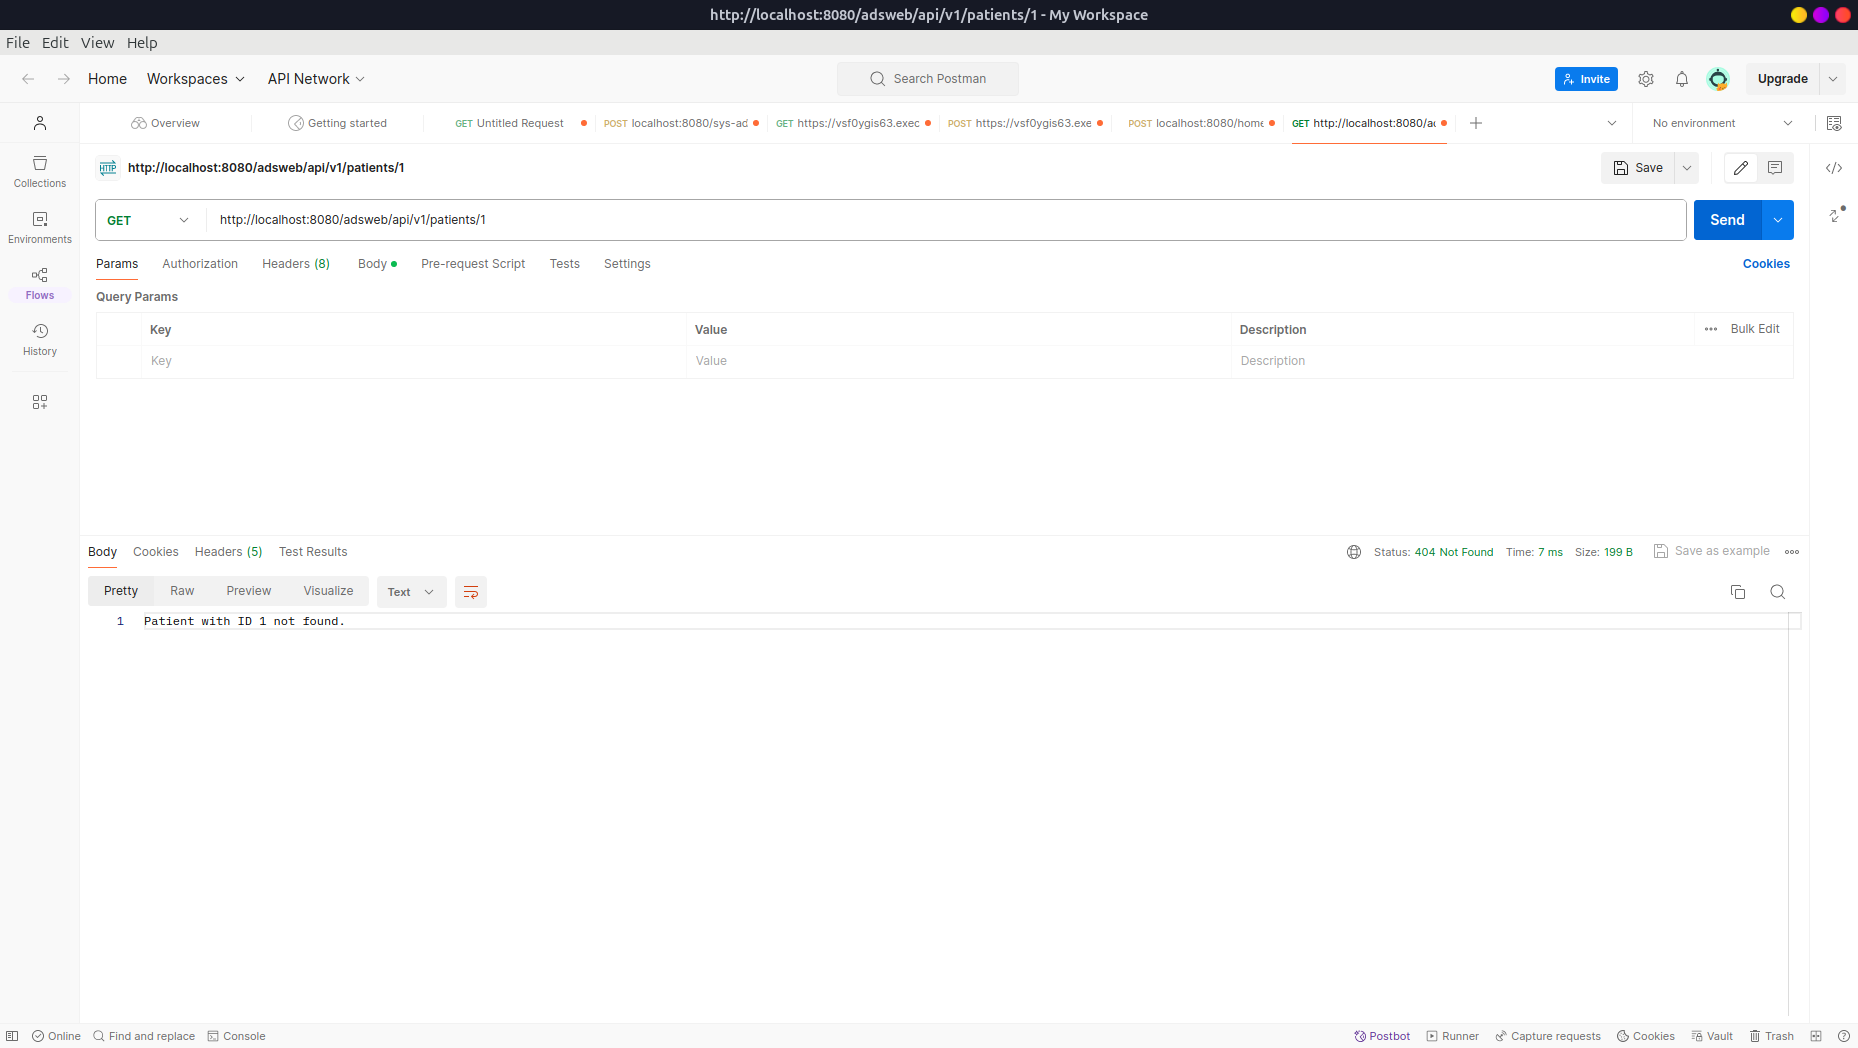 http://localhost:8080/adsweb/api/v1/patients/1 - My Workspace
File Edit View Help
Home Workspaces API Network Search Postman Invite Upgrade
Overview Getting started GET Untitled Request POST localhost:8080/sys-ad GET https://vsf0ygis63.exec POST https://vsf0ygis63.exe POST localhost:8080/home GET http://localhost:8080/ad No environment
HTTP http://localhost:8080/adsweb/api/v1/patients/1 Save
Collections
Environments
Flows
History
GET http://localhost:8080/adsweb/api/v1/patients/1 Send
Params Authorization Headers (8) Body Pre-request Script Tests Settings Cookies
Query Params
Key Value Description Bulk Edit
Key Value Description
Body Cookies Headers (5) Test Results Status: 404 Not Found Time: 7 ms Size: 199 B Save as example
Pretty Raw Preview Visualize Text
1 Patient with ID 1 not found.
Online Find and replace Console Postbot Runner Capture requests Cookies Vault Trash